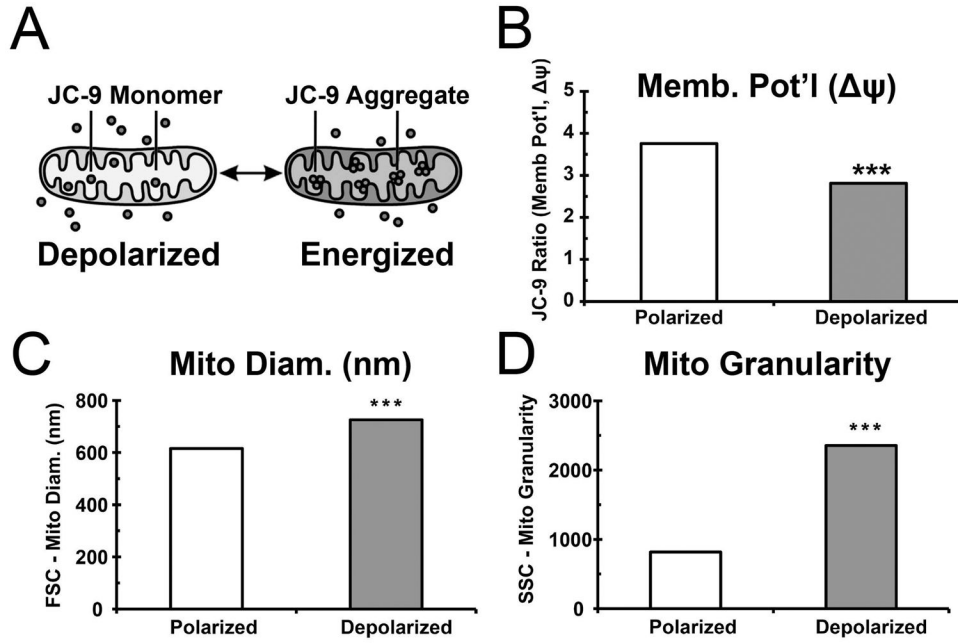 A
JC-9 Monomer
JC-9 Aggregate
Depolarized
Energized
B
Memb. Pot'l (Δψ)
JC-9 Ratio (Memb Pot'l, Δψ)
5
4
3
2
1
0
***
Polarized
Depolarized
C
Mito Diam. (nm)
FSC - Mito Diam. (nm)
800
600
400
200
0
***
Polarized
Depolarized
D
Mito Granularity
SSC - Mito Granularity
3000
2000
1000
0
***
Polarized
Depolarized